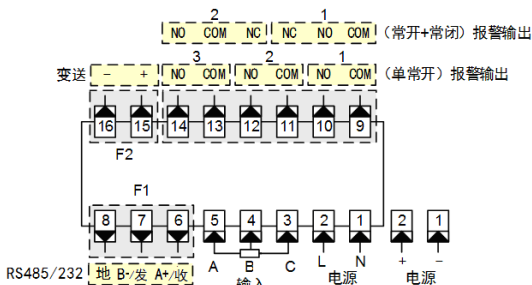 2 1
NO COM NC NC NO COM (常开+常闭) 报警输出
3 2 1
变送 - + NO COM NO COM NO COM (单常开) 报警输出
16 15 14 13 12 11 10 9
F2
F1
8 7 6 5 4 3 2 1 2 1
A B C L N + -
RS485/232 地 B-/发 A+/收 输入 电源 电源